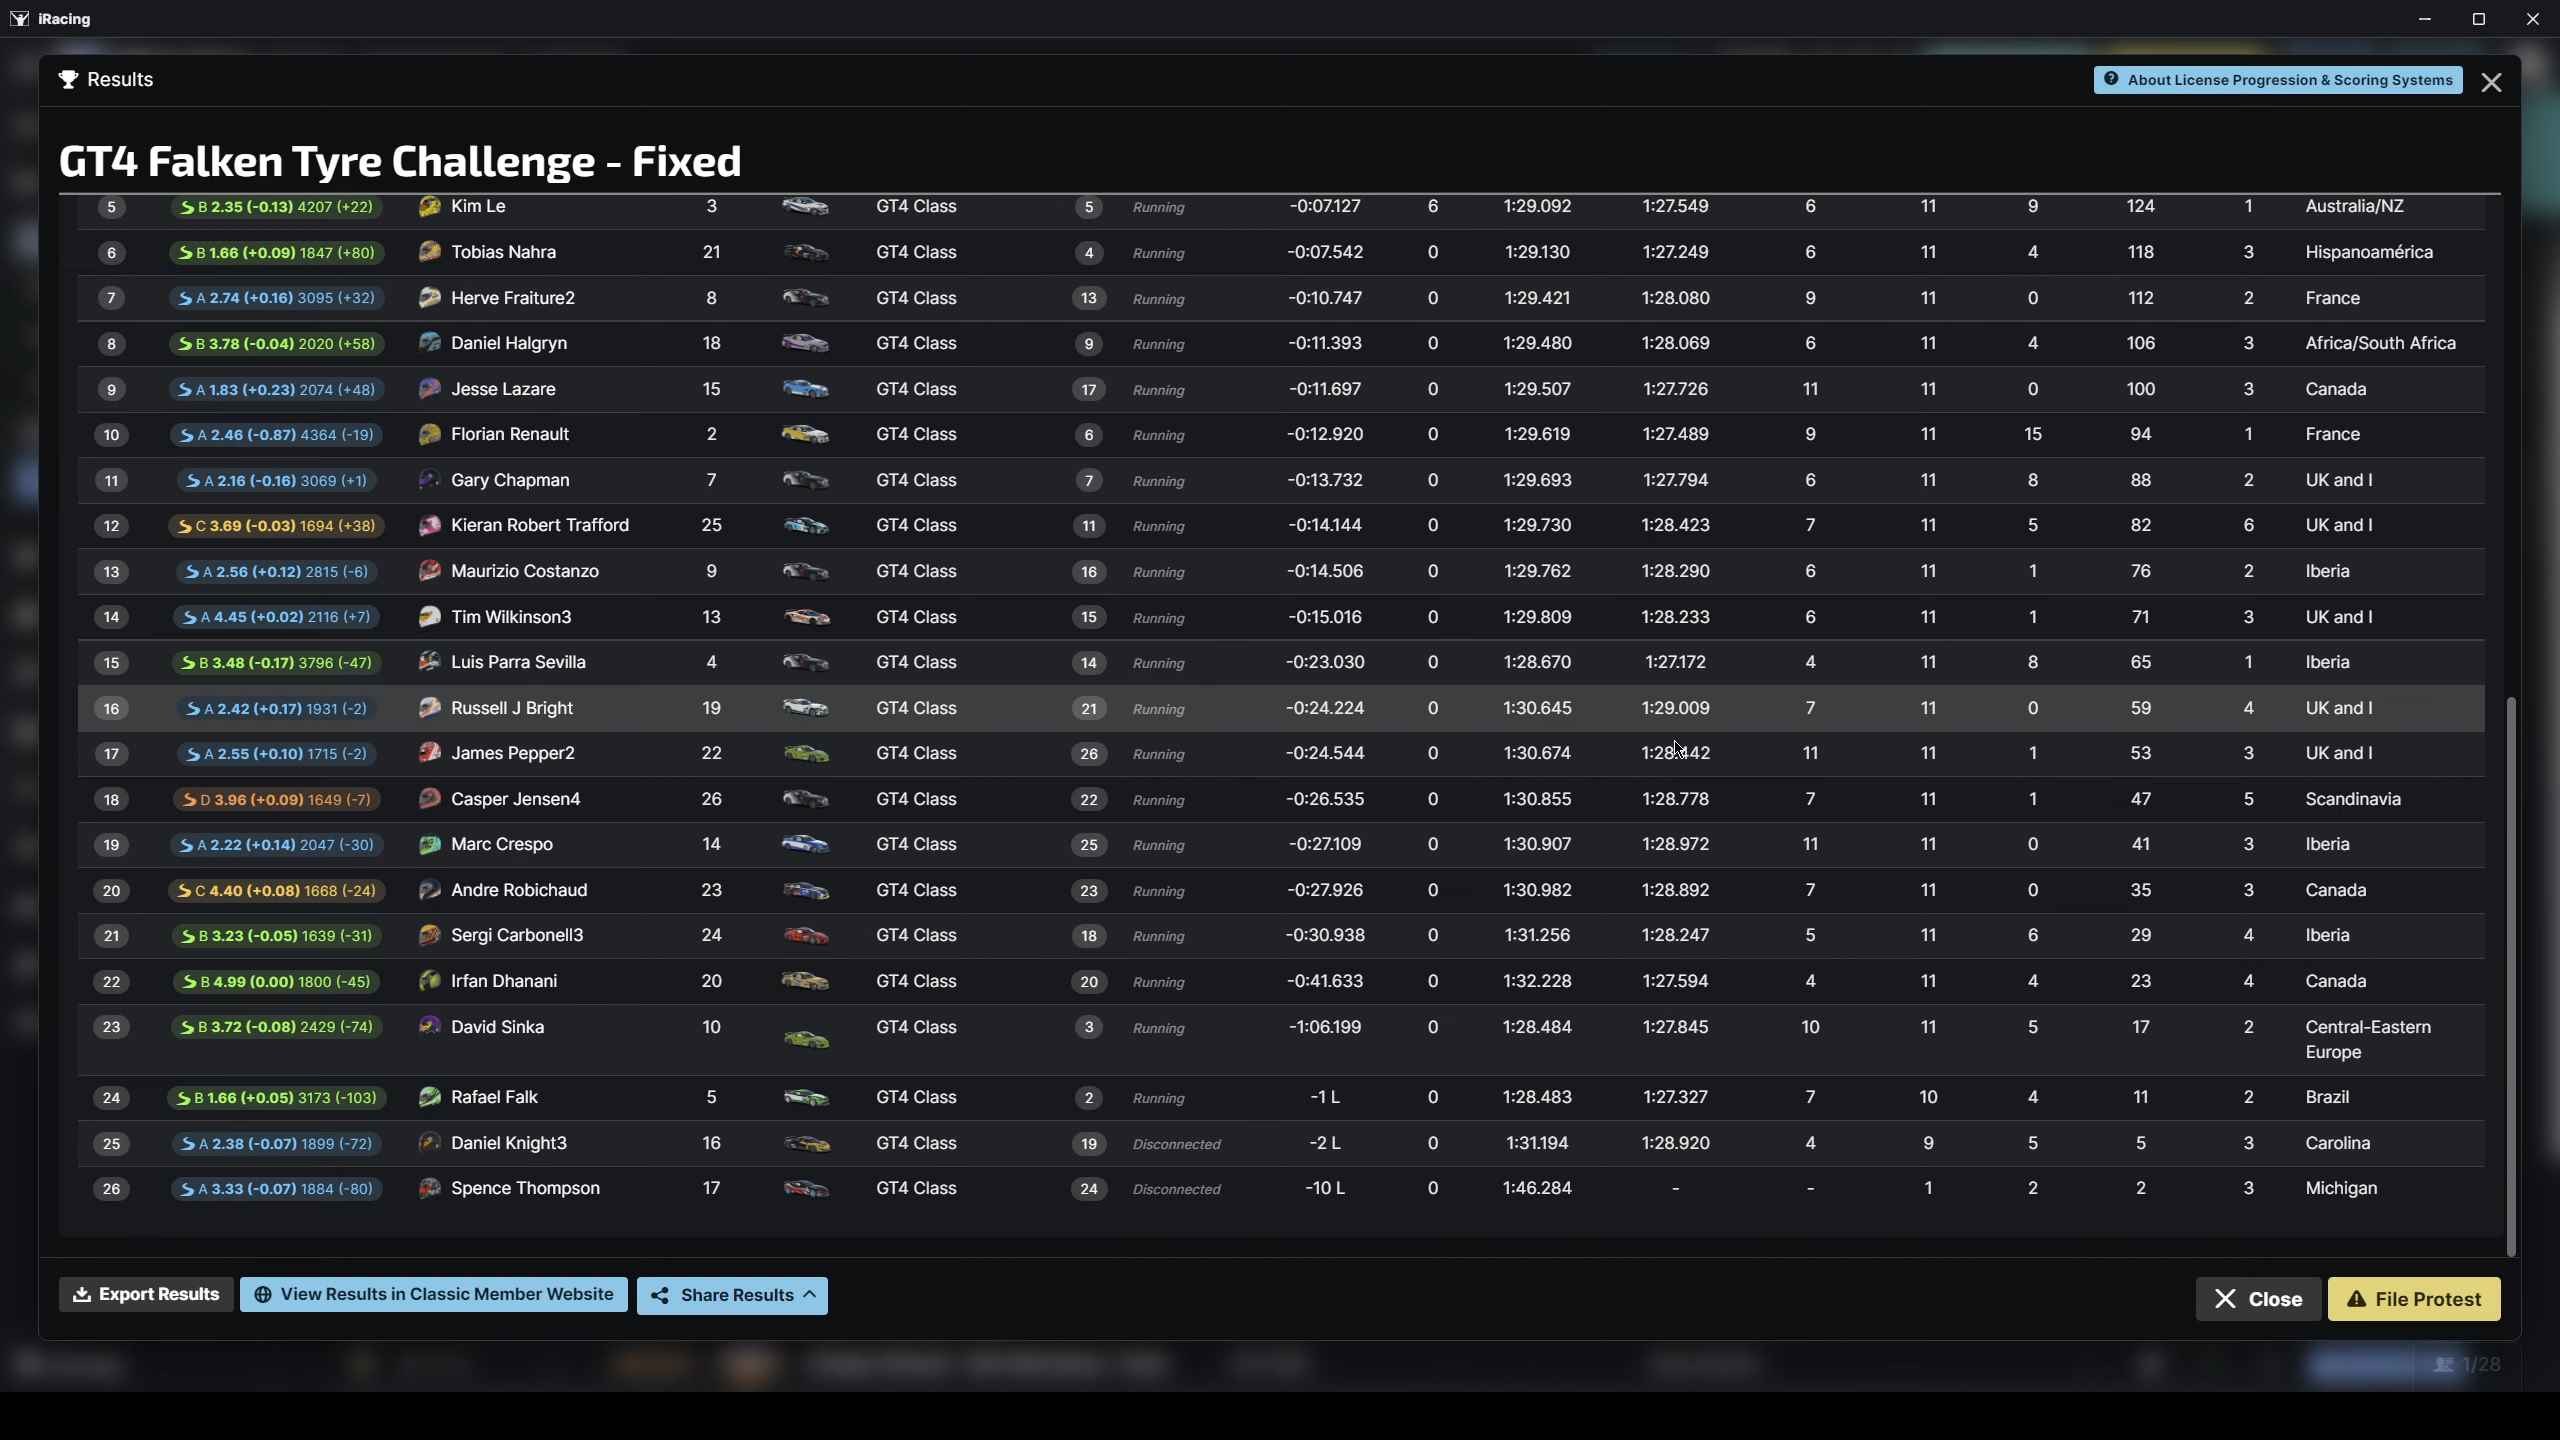 iRacing
Results
About License Progression & Scoring Systems
GT4 Falken Tyre Challenge - Fixed
5 B 2.35 (-0.13) 4207 (+22) Kim Le 3 GT4 Class 5 Running -0:07.127 6 1:29.092 1:27.549 6 11 9 124 1 Australia/NZ
6 B 1.66 (+0.09) 1847 (+80) Tobias Nahra 21 GT4 Class 4 Running -0:07.542 0 1:29.130 1:27.249 6 11 4 118 3 Hispanoamérica
7 A 2.74 (+0.16) 3095 (+32) Herve Fraiture2 8 GT4 Class 13 Running -0:10.747 0 1:29.421 1:28.080 9 11 0 112 2 France
8 B 3.78 (-0.04) 2020 (+58) Daniel Halgryn 18 GT4 Class 9 Running -0:11.393 0 1:29.480 1:28.069 6 11 4 106 3 Africa/South Africa
9 A 1.83 (+0.23) 2074 (+48) Jesse Lazare 15 GT4 Class 17 Running -0:11.697 0 1:29.507 1:27.726 11 11 0 100 3 Canada
10 A 2.46 (-0.87) 4364 (-19) Florian Renault 2 GT4 Class 6 Running -0:12.920 0 1:29.619 1:27.489 9 11 15 94 1 France
11 A 2.16 (-0.16) 3069 (+1) Gary Chapman 7 GT4 Class 7 Running -0:13.732 0 1:29.693 1:27.794 6 11 8 88 2 UK and I
12 C 3.69 (-0.03) 1694 (+38) Kieran Robert Trafford 25 GT4 Class 11 Running -0:14.144 0 1:29.730 1:28.423 7 11 5 82 6 UK and I
13 A 2.56 (+0.12) 2815 (-6) Maurizio Costanzo 9 GT4 Class 16 Running -0:14.506 0 1:29.762 1:28.290 6 11 1 76 2 Iberia
14 A 4.45 (+0.02) 2116 (+7) Tim Wilkinson3 13 GT4 Class 15 Running -0:15.016 0 1:29.809 1:28.233 6 11 1 71 3 UK and I
15 B 3.48 (-0.17) 3796 (-47) Luis Parra Sevilla 4 GT4 Class 14 Running -0:23.030 0 1:28.670 1:27.172 4 11 8 65 1 Iberia
16 A 2.42 (+0.17) 1931 (-2) Russell J Bright 19 GT4 Class 21 Running -0:24.224 0 1:30.645 1:29.009 7 11 0 59 4 UK and I
17 A 2.55 (+0.10) 1715 (-2) James Pepper2 22 GT4 Class 26 Running -0:24.544 0 1:30.674 1:28.442 11 11 1 53 3 UK and I
18 D 3.96 (+0.09) 1649 (-7) Casper Jensen4 26 GT4 Class 22 Running -0:26.535 0 1:30.855 1:28.778 7 11 1 47 5 Scandinavia
19 A 2.22 (+0.14) 2047 (-30) Marc Crespo 14 GT4 Class 25 Running -0:27.109 0 1:30.907 1:28.972 11 11 0 41 3 Iberia
20 C 4.40 (+0.08) 1668 (-24) Andre Robichaud 23 GT4 Class 23 Running -0:27.926 0 1:30.982 1:28.892 7 11 0 35 3 Canada
21 B 3.23 (-0.05) 1639 (-31) Sergi Carbonell3 24 GT4 Class 18 Running -0:30.938 0 1:31.256 1:28.247 5 11 6 29 4 Iberia
22 B 4.99 (0.00) 1800 (-45) Irfan Dhanani 20 GT4 Class 20 Running -0:41.633 0 1:32.228 1:27.594 4 11 4 23 4 Canada
23 B 3.72 (-0.08) 2429 (-74) David Sinka 10 GT4 Class 3 Running -1:06.199 0 1:28.484 1:27.845 10 11 5 17 2 Central-Eastern
Europe
24 B 1.66 (+0.05) 3173 (-103) Rafael Falk 5 GT4 Class 2 Running -1 L 0 1:28.483 1:27.327 7 10 4 11 2 Brazil
25 A 2.38 (-0.07) 1899 (-72) Daniel Knight3 16 GT4 Class 19 Disconnected -2 L 0 1:31.194 1:28.920 4 9 5 5 3 Carolina
26 A 3.33 (-0.07) 1884 (-80) Spence Thompson 17 GT4 Class 24 Disconnected -10 L 0 1:46.284 - - 1 2 2 3 Michigan
Export Results View Results in Classic Member Website Share Results Close File Protest
1/28